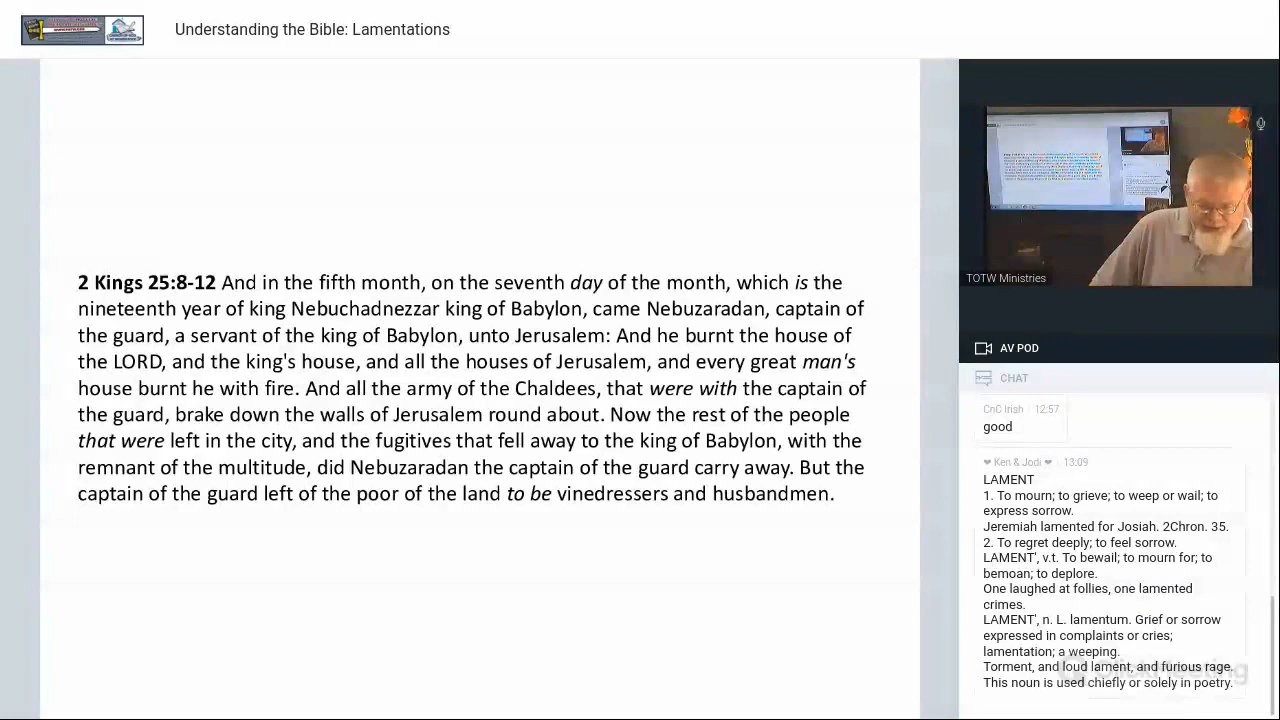 Understanding the Bible: Lamentations
2 Kings 25:8-12 And in the fifth month, on the seventh day of the month, which is the
nineteenth year of king Nebuchadnezzar king of Babylon, came Nebuzaradan, captain of
the guard, a servant of the king of Babylon, unto Jerusalem: And he burnt the house of
the LORD, and the king's house, and all the houses of Jerusalem, and every great man's
house burnt he with fire. And all the army of the Chaldees, that were with the captain of
the guard, brake down the walls of Jerusalem round about. Now the rest of the people
that were left in the city, and the fugitives that fell away to the king of Babylon, with the
remnant of the multitude, did Nebuzaradan the captain of the guard carry away. But the
captain of the guard left of the poor of the land to be vinedressers and husbandmen.
TOTW Ministries
AV POD
CHAT
CnC Irish 12:57
good
❤ Ken & Jodi ❤ 13:09
LAMENT
1. To mourn; to grieve; to weep or wail; to
express sorrow.
Jeremiah lamented for Josiah. 2Chron. 35.
2. To regret deeply; to feel sorrow.
LAMENT', v.t. To bewail; to mourn for; to
bemoan; to deplore.
One laughed at follies, one lamented
crimes.
LAMENT', n. L. lamentum. Grief or sorrow
expressed in complaints or cries;
lamentation; a weeping.
Torment, and loud lament, and furious rage.
This noun is used chiefly or solely in poetry.
ClickMeeting